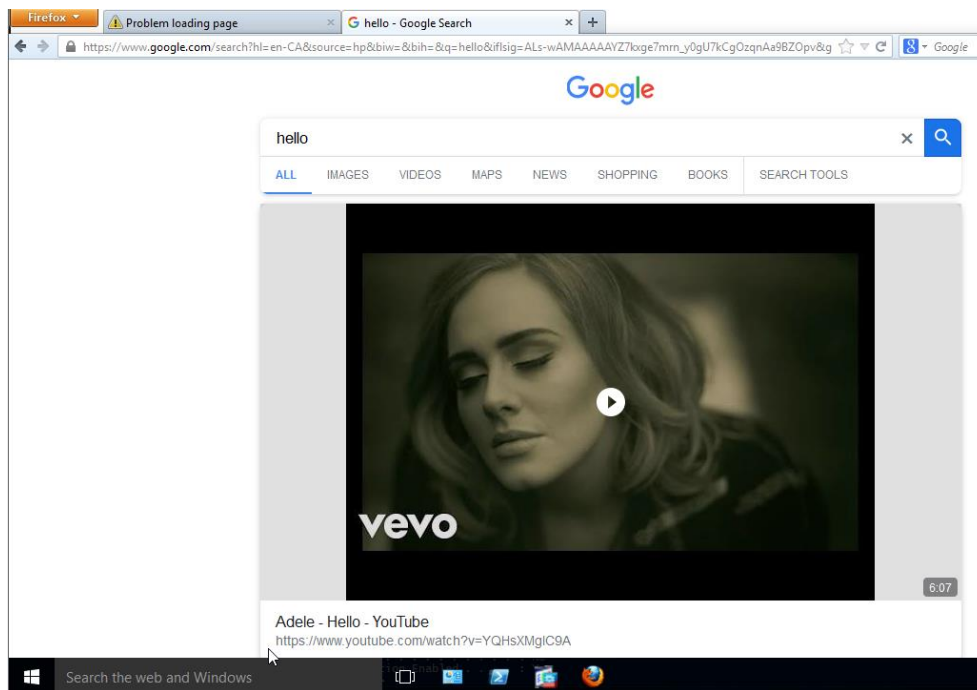 Firefox
Problem loading page
G hello - Google Search
https://www.google.com/search?hl=en-CA&source=hp&biw=&bih=&q=hello&iflsig=
8 Google
Google
hello
ALL IMAGES VIDEOS MAPS NEWS SHOPPING BOOKS SEARCH TOOLS
vevo
6:07
Adele - Hello - YouTube
https://www.youtube.com/watch?v=YQHsXMglC9A
Search the web and Windows